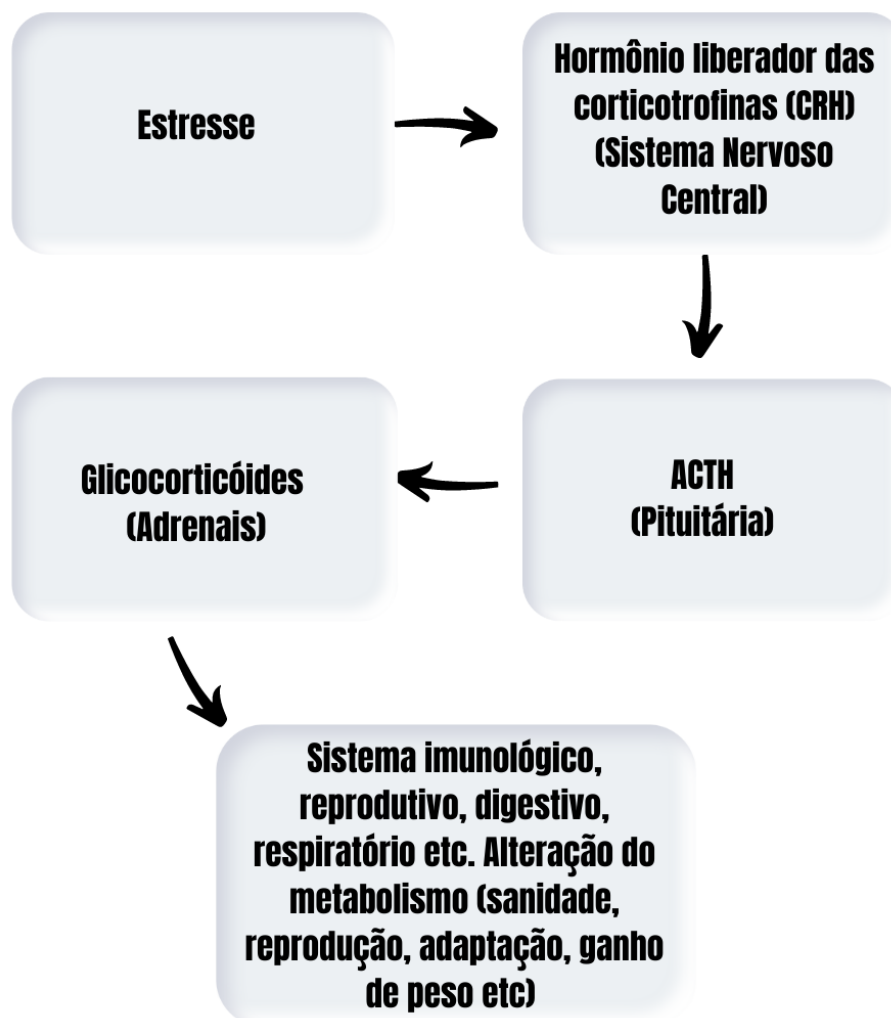 Estresse
Hormônio liberador das
corticotrofinas (CRH)
(Sistema Nervoso
Central)
ACTH
(Pituitária)
Glicocorticóides
(Adrenais)
Sistema imunológico,
reprodutivo, digestivo,
respiratório etc. Alteração do
metabolismo (sanidade,
reprodução, adaptação, ganho
de peso etc)